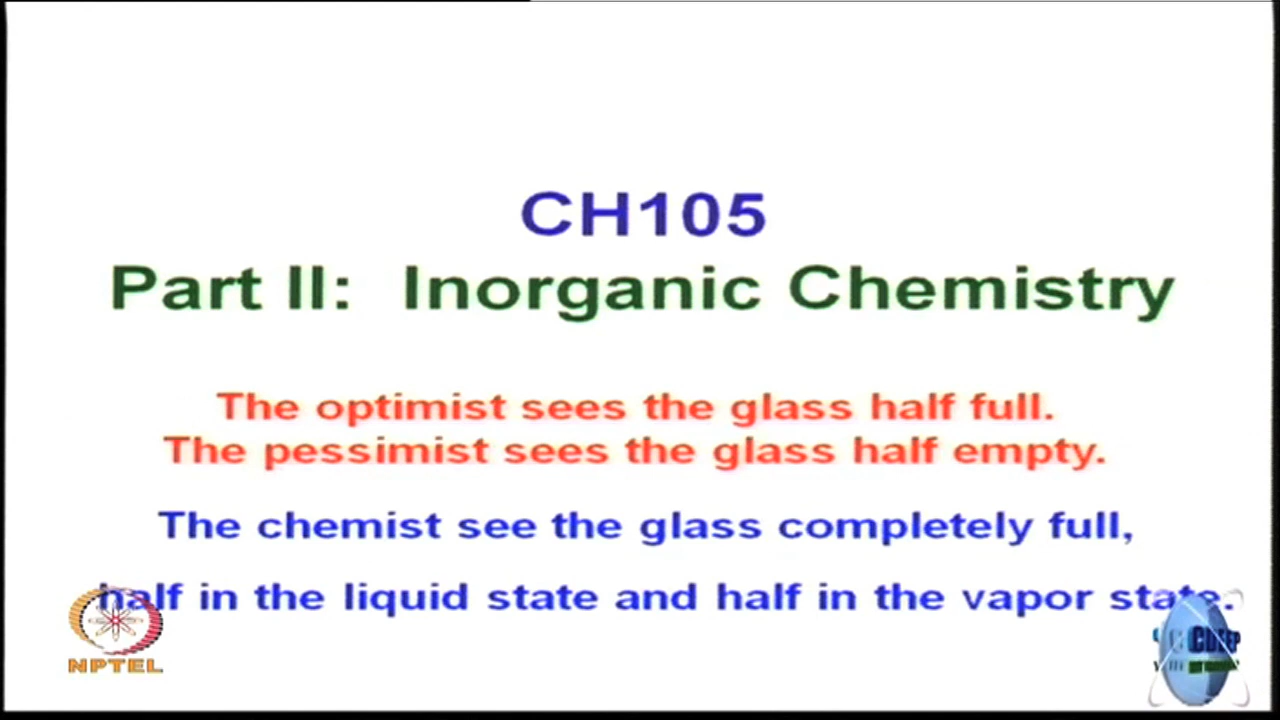 CH105
Part II: Inorganic Chemistry
The optimist sees the glass half full.
The pessimist sees the glass half empty.
The chemist see the glass completely full,
half in the liquid state and half in the vapor state.
NPTEL
CDEEP